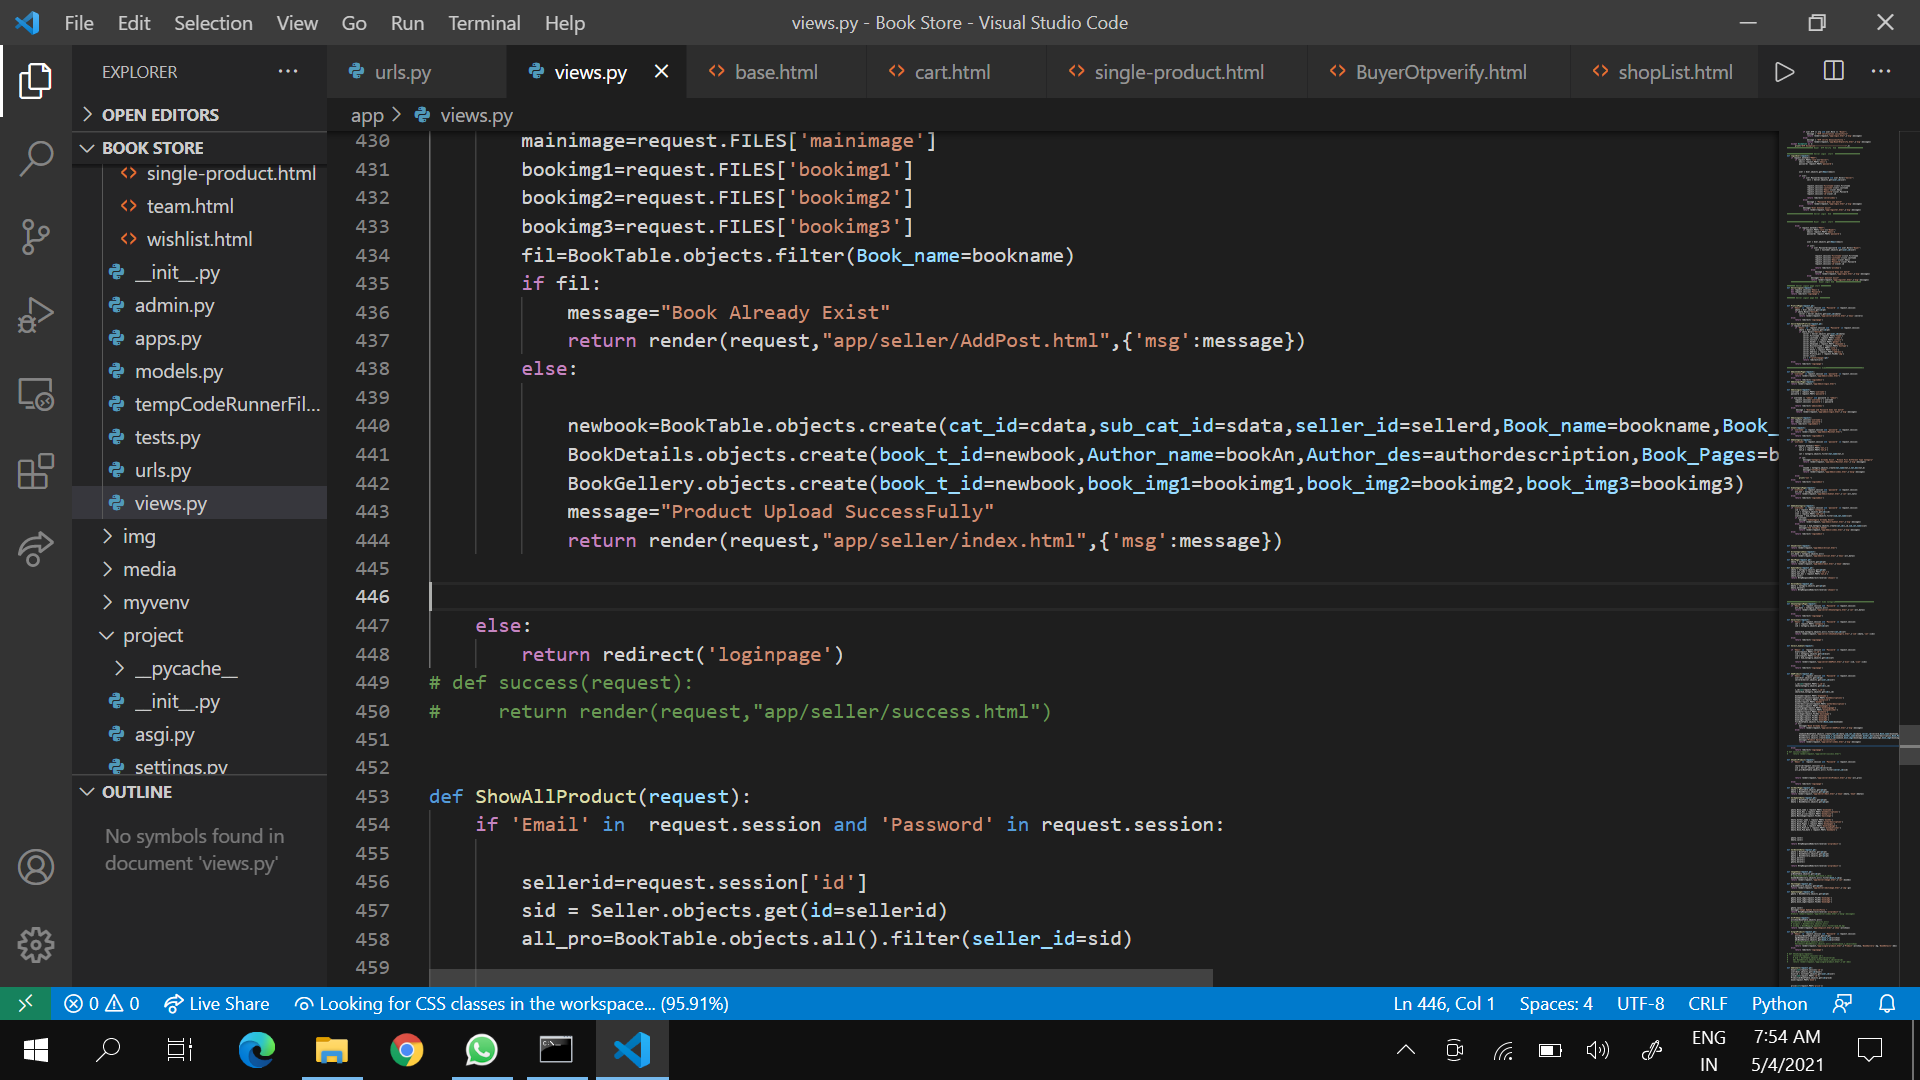 File Edit Selection View Go Run Terminal Help
views.py - Book Store - Visual Studio Code
EXPLORER
OPEN EDITORS
BOOK STORE
single-product.html
team.html
wishlist.html
__init__.py
admin.py
apps.py
models.py
tempCodeRunnerFil...
tests.py
urls.py
views.py
img
media
myvenv
project
__pycache__
__init__.py
asgi.py
settings.py
OUTLINE
No symbols found in
document 'views.py'
urls.py views.py base.html cart.html single-product.html BuyerOtpverify.html shopList.html
app > views.py
430 mainimage=request.FILES['mainimage']
431 bookimg1=request.FILES['bookimg1']
432 bookimg2=request.FILES['bookimg2']
433 bookimg3=request.FILES['bookimg3']
434 fil=BookTable.objects.filter(Book_name=bookname)
435 if fil:
436 message="Book Already Exist"
437 return render(request,"app/seller/AddPost.html",{'msg':message})
438 else:
439
440 newbook=BookTable.objects.create(cat_id=cdata,sub_cat_id=sdata,seller_id=sellerd,Book_name=bookname,Book_
441 BookDetails.objects.create(book_t_id=newbook,Author_name=bookAn,Author_des=authordescription,Book_Pages=b
442 BookGellery.objects.create(book_t_id=newbook,book_img1=bookimg1,book_img2=bookimg2,book_img3=bookimg3)
443 message="Product Upload SuccessFully"
444 return render(request,"app/seller/index.html",{'msg':message})
445
446
447 else:
448 return redirect('loginpage')
449 # def success(request):
450 #     return render(request,"app/seller/success.html")
451
452
453 def ShowAllProduct(request):
454 if 'Email' in  request.session and 'Password' in request.session:
455
456 sellerid=request.session['id']
457 sid = Seller.objects.get(id=sellerid)
458 all_pro=BookTable.objects.all().filter(seller_id=sid)
459
0 0 Live Share Looking for CSS classes in the workspace... (95.91%) Ln 446, Col 1 Spaces: 4 UTF-8 CRLF Python
ENG
IN
7:54 AM
5/4/2021